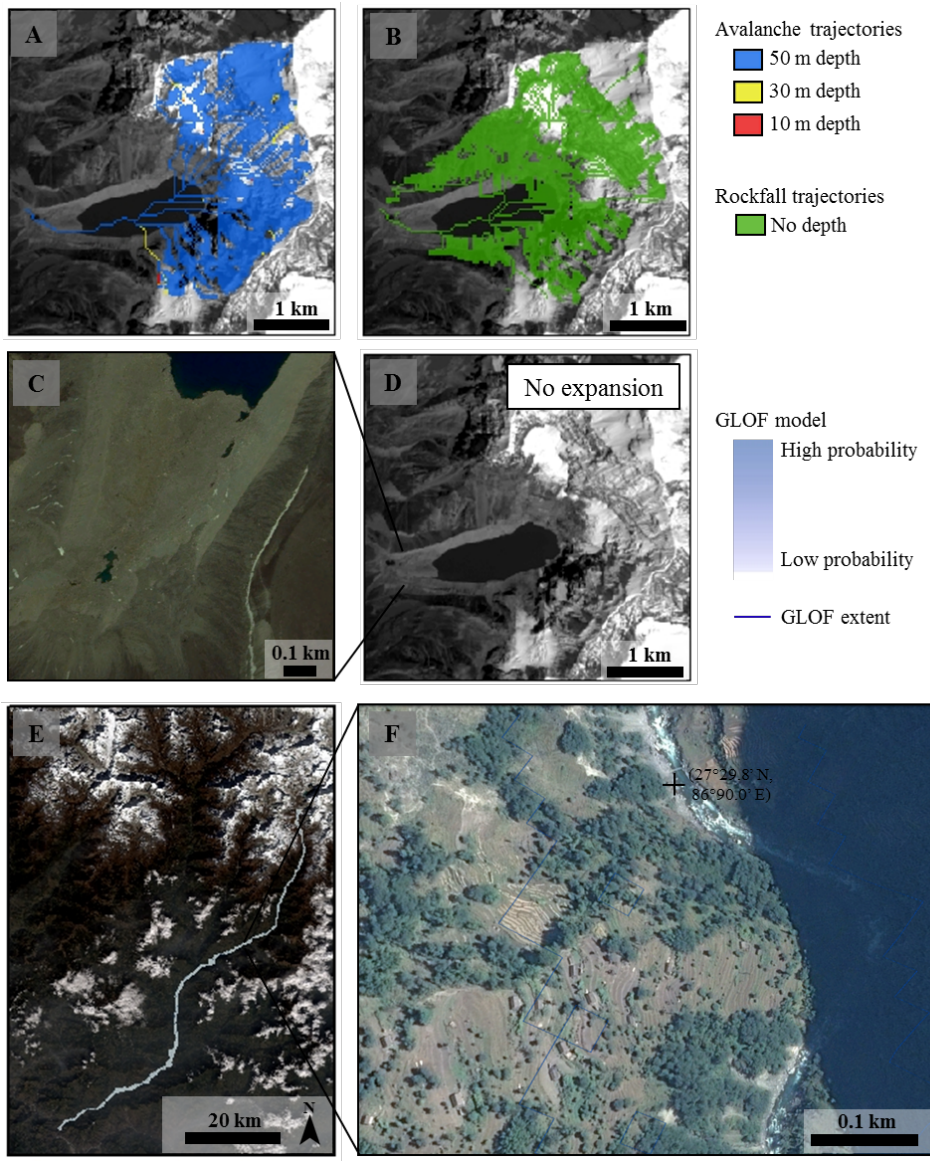 A
B
Avalanche trajectories
50 m depth
30 m depth
10 m depth
Rockfall trajectories
No depth
1 km
1 km
C
D
No expansion
GLOF model
High probability
Low probability
GLOF extent
0.1 km
1 km
E
F
(27°29.8' N,
86°90.0' E)
N
20 km
0.1 km